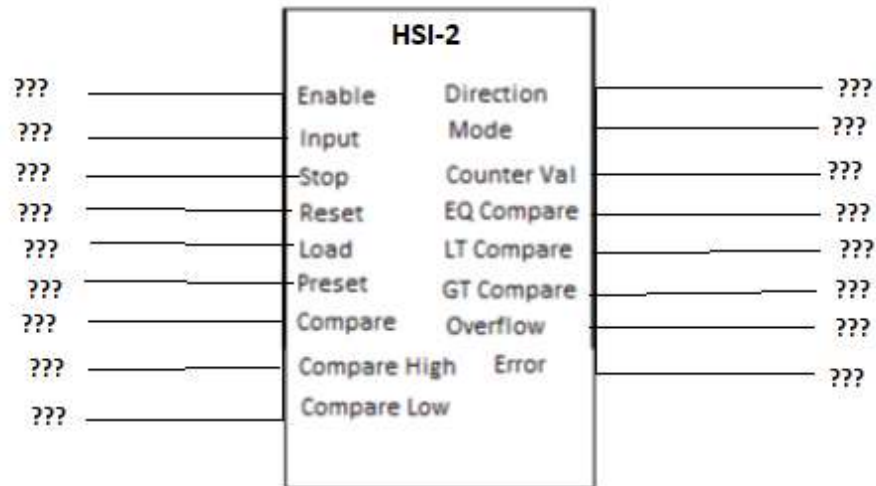 HSI-2
??? Enable Direction ???
??? Input Mode ???
??? Stop Counter Val ???
??? Reset EQ Compare ???
??? Load LT Compare ???
??? Preset GT Compare ???
??? Compare Overflow ???
??? Compare High Error ???
??? Compare Low